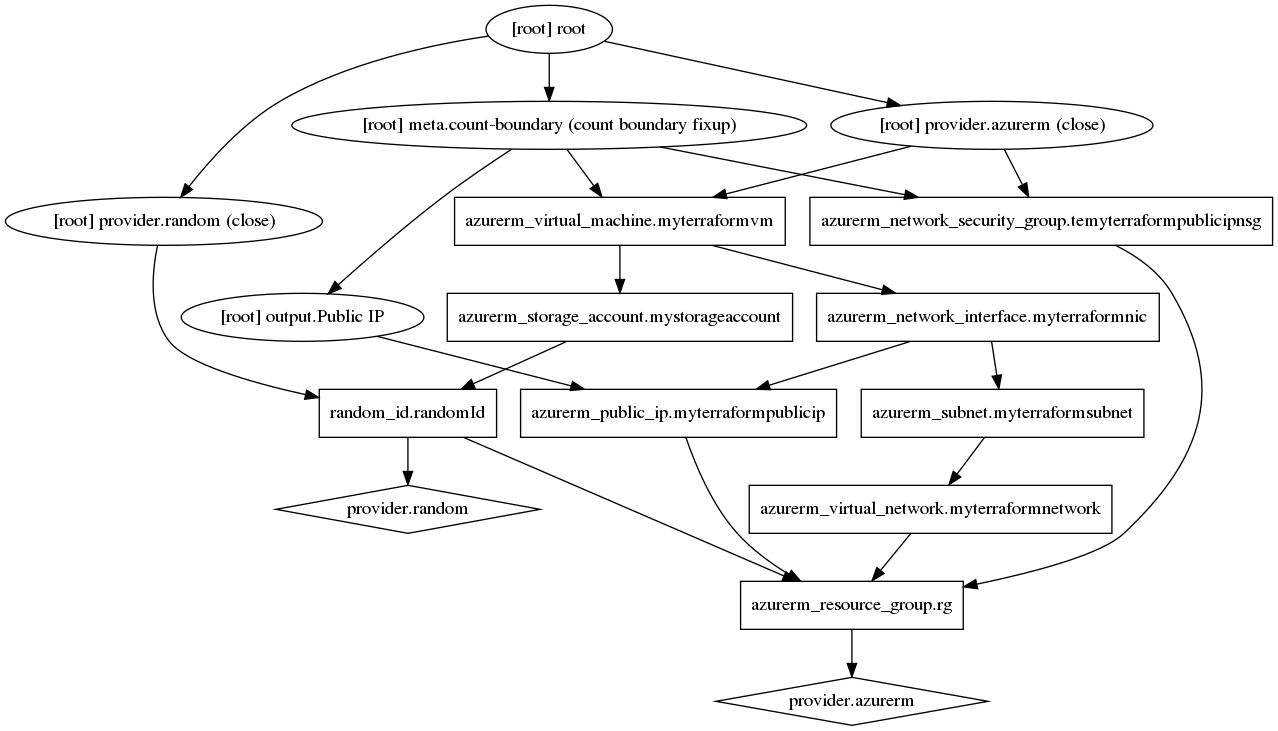 [root] root
[root] meta.count-boundary (count boundary fixup)
[root] provider.azurerm (close)
[root] provider.random (close)
azurerm_virtual_machine.myterraformvm
azurerm_network_security_group.temyterraformpublicipnsg
[root] output.Public IP
azurerm_storage_account.mystorageaccount
azurerm_network_interface.myterraformnic
random_id.randomId
azurerm_public_ip.myterraformpublicip
azurerm_subnet.myterraformsubnet
provider.random
azurerm_virtual_network.myterraformnetwork
azurerm_resource_group.rg
provider.azurerm